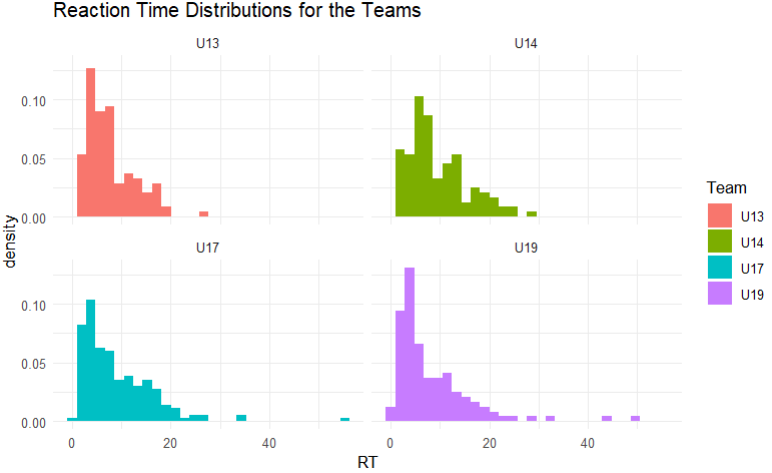 Reaction Time Distributions for the Teams
U13
U14
0.10
0.05
0.00
density
U17
U19
0.10
0.05
0.00
0
20
40
0
20
40
RT
Team
U13
U14
U17
U19